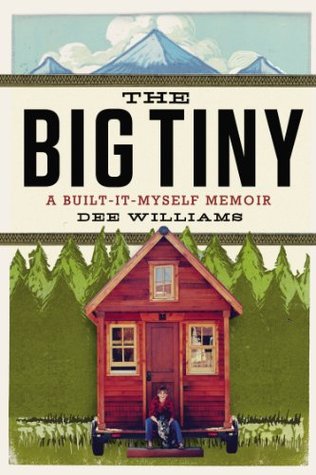 THE
BIG TINY
A BUILT-IT-MYSELF MEMOIR
DEE WILLIAMS